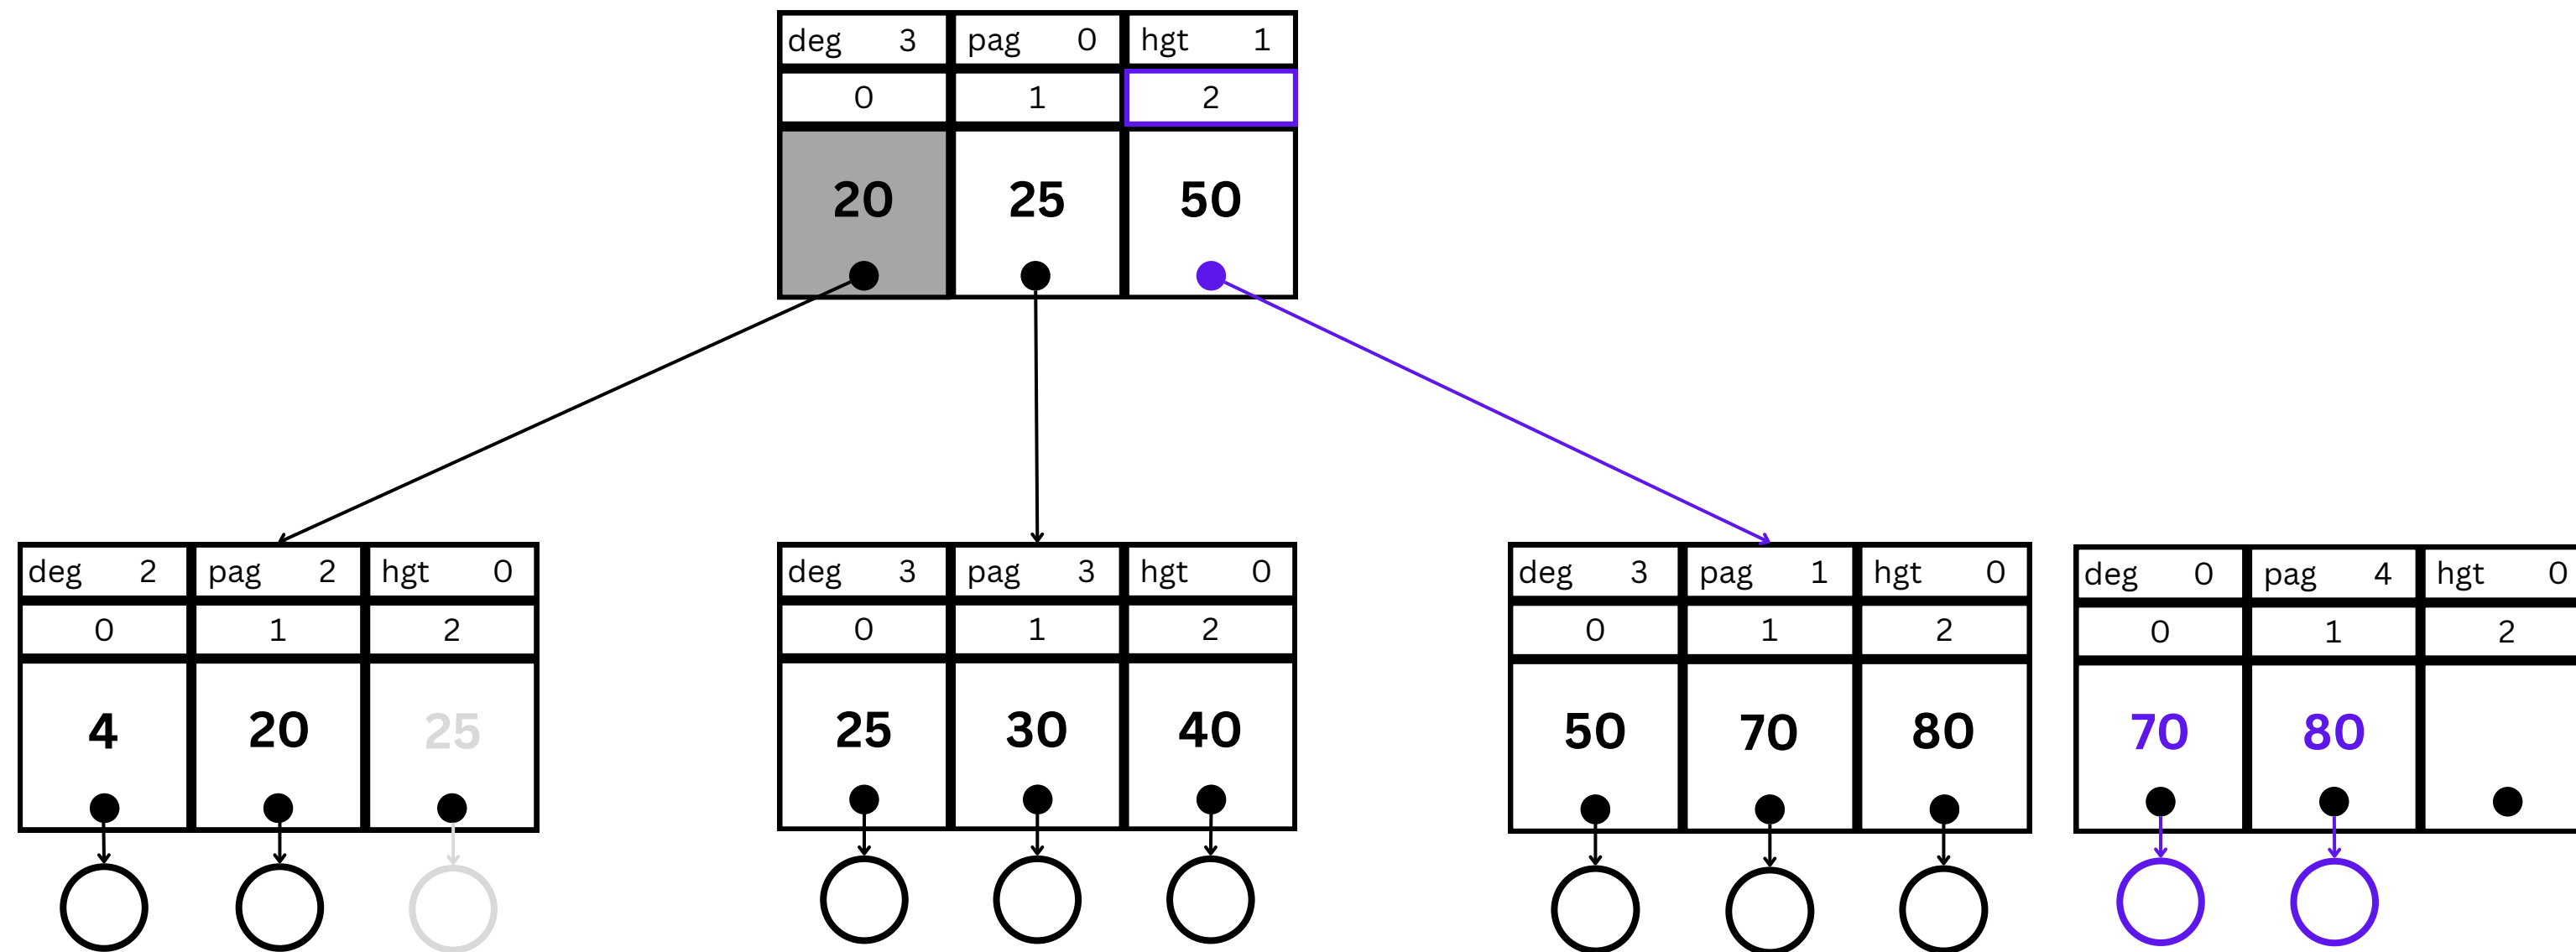 deg 3 pag 0 hgt 1
0 1 2
20 25 50
deg 2 pag 2 hgt 0
0 1 2
4 20 25
deg 3 pag 3 hgt 0
0 1 2
25 30 40
deg 3 pag 1 hgt 0
0 1 2
50 70 80
deg 0 pag 4 hgt 0
0 1 2
70 80